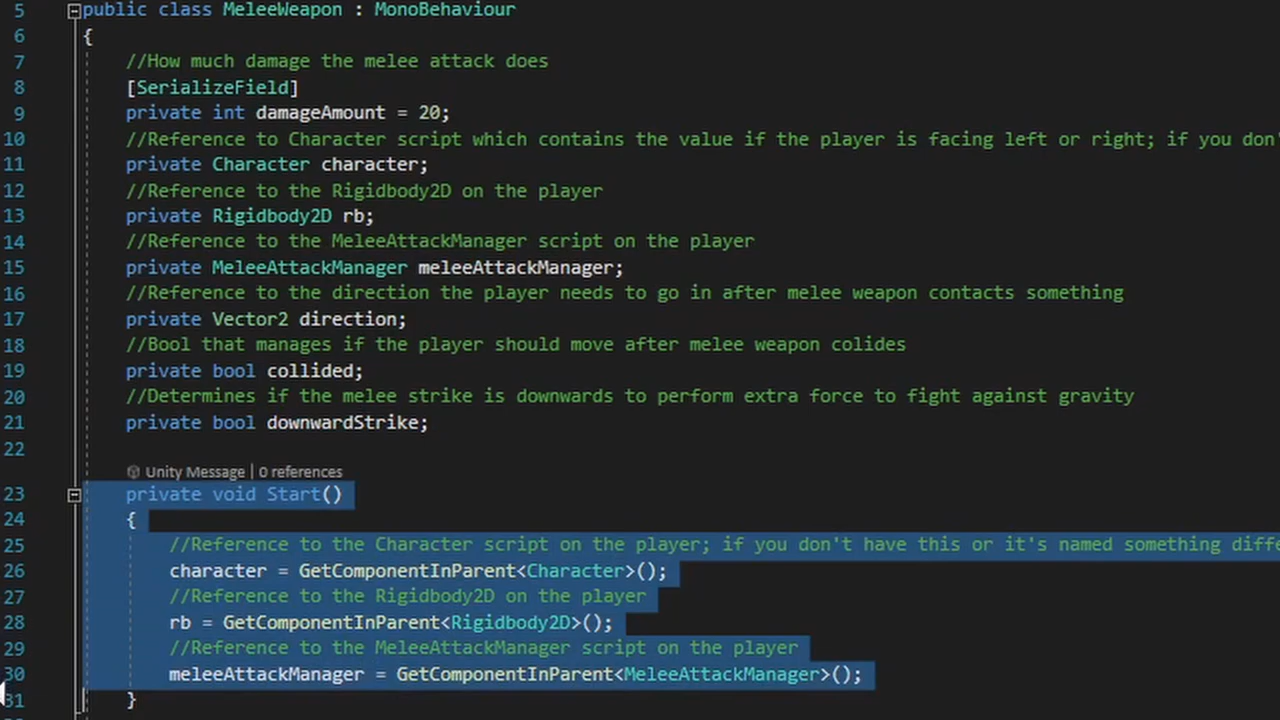 5 public class MeleeWeapon : MonoBehaviour
6 {
7 //How much damage the melee attack does
8 [SerializeField]
9 private int damageAmount = 20;
10 //Reference to Character script which contains the value if the player is facing left or right; if you don'
11 private Character character;
12 //Reference to the Rigidbody2D on the player
13 private Rigidbody2D rb;
14 //Reference to the MeleeAttackManager script on the player
15 private MeleeAttackManager meleeAttackManager;
16 //Reference to the direction the player needs to go in after melee weapon contacts something
17 private Vector2 direction;
18 //Bool that manages if the player should move after melee weapon colides
19 private bool collided;
20 //Determines if the melee strike is downwards to perform extra force to fight against gravity
21 private bool downwardStrike;
22
Unity Message | 0 references
23 private void Start()
24 {
25 //Reference to the Character script on the player; if you don't have this or it's named something diffe
26 character = GetComponentInParent<Character>();
27 //Reference to the Rigidbody2D on the player
28 rb = GetComponentInParent<Rigidbody2D>();
29 //Reference to the MeleeAttackManager script on the player
30 meleeAttackManager = GetComponentInParent<MeleeAttackManager>();
31 }